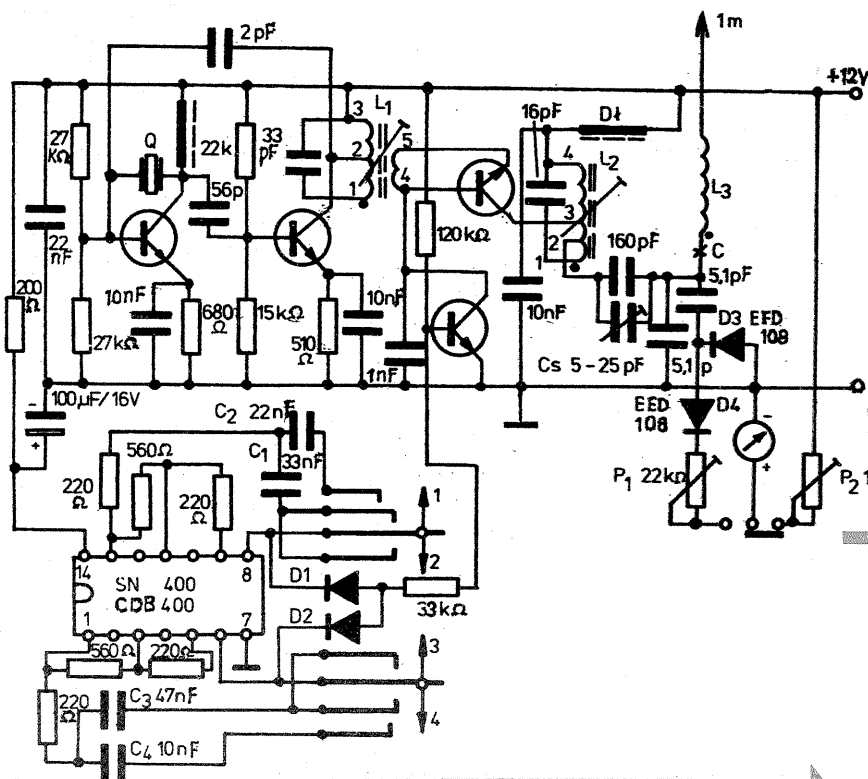 1m
2pF
+12V
27 kΩ
Q
22k
33 pF
3
L1
2
5
1
4
16pF
Dł
4
L2
3
2
1
L3
C
56p
22 nF
120kΩ
160pF
5,1pF
200 Ω
10nF
27kΩ
680 Ω
15kΩ
510 Ω
10nF
1nF
10nF
Cs 5-25pF
5,1p
D3 EFD 108
0
100µF/16V
-
+
C2 22nF
560Ω
C1
33nF
220 Ω
220 Ω
EED 108
D4
-
+
P1 22kΩ
P2 1
1
2
14
8
SN 400
CDB 400
1
7
D1
D2
33kΩ
560Ω
220Ω
220 Ω
C3 47nF
C4 10nF
3
4